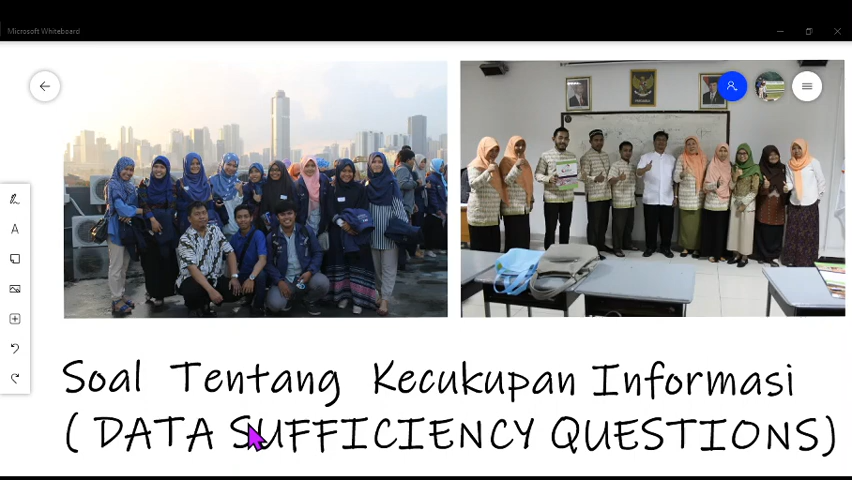 Microsoft Whiteboard
Soal Tentang Kecukupan Informasi
( DATA SUFFICIENCY QUESTIONS)